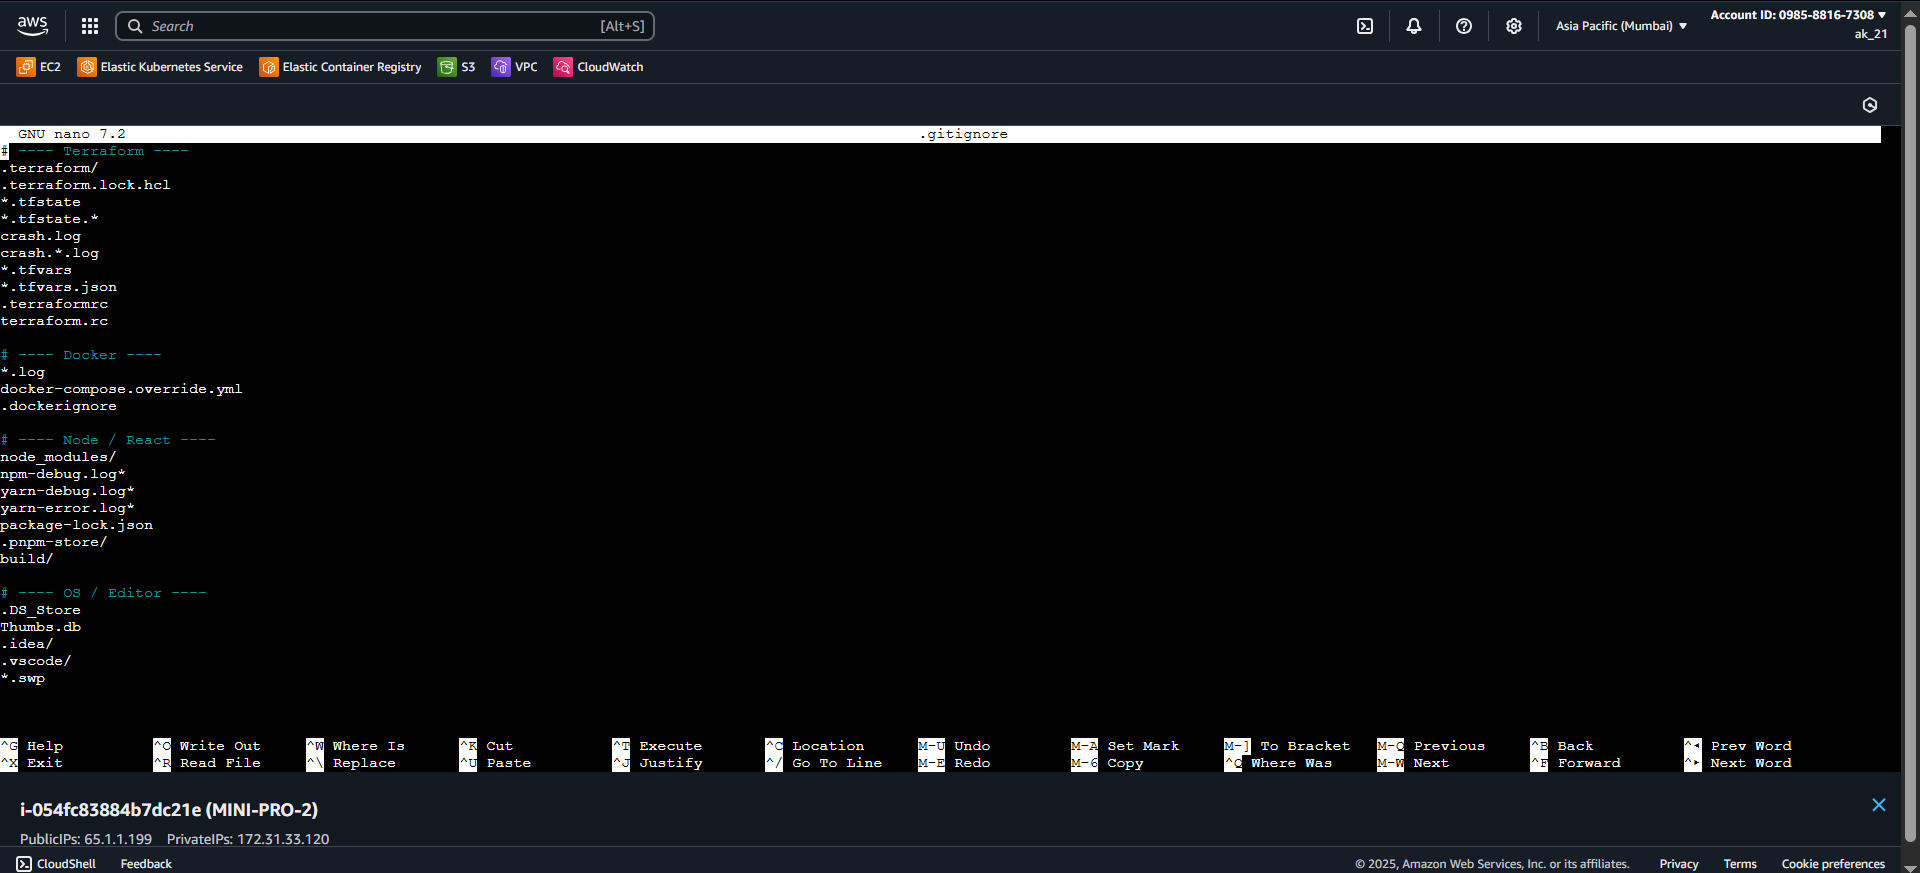 aws
Search [Alt+S]
Asia Pacific (Mumbai) ▼
Account ID: 0985-8816-7308 ▼
ak_21
EC2 Elastic Kubernetes Service Elastic Container Registry S3 VPC CloudWatch
GNU nano 7.2 .gitignore
# ---- Terraform ----
.terraform/
.terraform.lock.hcl
*.tfstate
*.tfstate.*
crash.log
crash.*.log
*.tfvars
*.tfvars.json
.terraformrc
terraform.rc
# ---- Docker ----
*.log
docker-compose.override.yml
.dockerignore
# ---- Node / React ----
node_modules/
npm-debug.log*
yarn-debug.log*
yarn-error.log*
package-lock.json
.pnpm-store/
build/
# ---- OS / Editor ----
.DS_Store
Thumbs.db
.idea/
.vscode/
*.swp
^G Help ^O Write Out ^W Where Is ^K Cut ^T Execute ^C Location M-U Undo M-A Set Mark M-] To Bracket M-Q Previous ^B Back ^◂ Prev Word
^X Exit ^R Read File ^\ Replace ^U Paste ^J Justify ^/ Go To Line M-E Redo M-6 Copy ^Q Where Was M-W Next ^F Forward ^▸ Next Word
i-054fc83884b7dc21e (MINI-PRO-2)
PublicIPs: 65.1.1.199 PrivateIPs: 172.31.33.120
CloudShell Feedback © 2025, Amazon Web Services, Inc. or its affiliates. Privacy Terms Cookie preferences